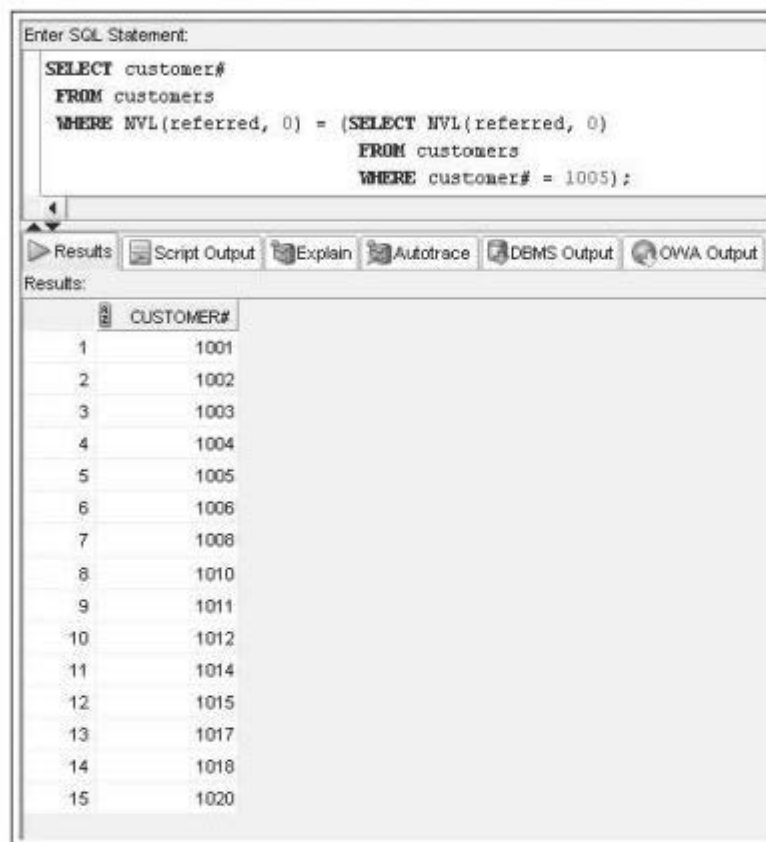 Enter SQL Statement:
SELECT customer#
FROM customers
WHERE NVL(referred, 0) = (SELECT NVL(referred, 0)
FROM customers
WHERE customer# = 1005);
Results Script Output Explain Autotrace DBMS Output OWA Output
Results:
CUSTOMER#
1 1001
2 1002
3 1003
4 1004
5 1005
6 1006
7 1008
8 1010
9 1011
10 1012
11 1014
12 1015
13 1017
14 1018
15 1020